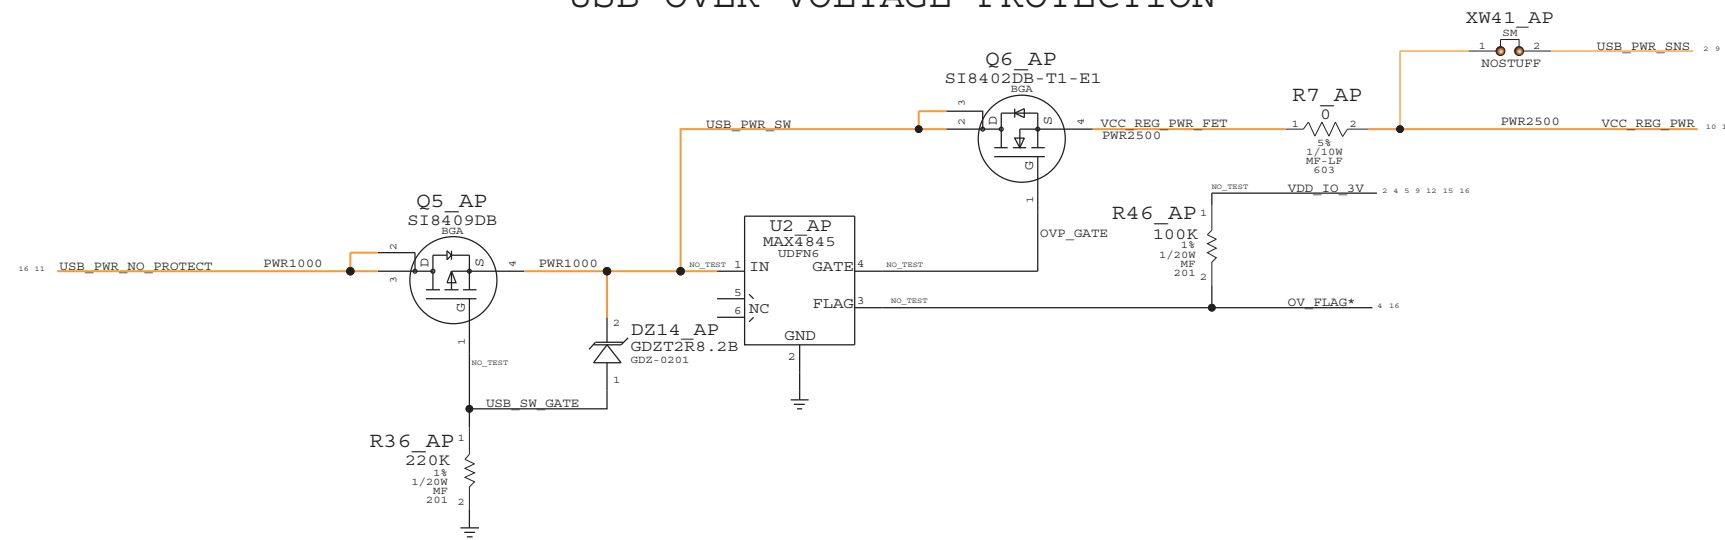 USB OVER VOLTAGE PROTECTION
XW41_AP
SM
1 2
NOSTUFF
USB_PWR_SNS 2 9
Q6_AP
SI8402DB-T1-E1
BGA
3
2
D
S
G
4
1
USB_PWR_SW
VCC_REG_PWR_FET
PWR2500
R7_AP
0
1 2
5%
1/10W
MF-LF
603
PWR2500
VCC_REG_PWR 10 1
NO_TEST
VDD_IO_3V 2 4 5 9 12 15 16
R46_AP 1
100K
1%
1/20W
MF
201 2
OVP_GATE
Q5_AP
SI8409DB
BGA
2
3
D
S
G
4
1
16 11 USB_PWR_NO_PROTECT
PWR1000
PWR1000
U2_AP
MAX4845
UDFN6
NO_TEST 1 IN
GATE 4 NO_TEST
5
6
NC
FLAG 3 NO_TEST
OV_FLAG* 4 16
GND
2
2
DZ14_AP
GDZT2R8.2B
GDZ-0201
1
NO_TEST
USB_SW_GATE
R36_AP 1
220K
1%
1/20W
MF
201 2